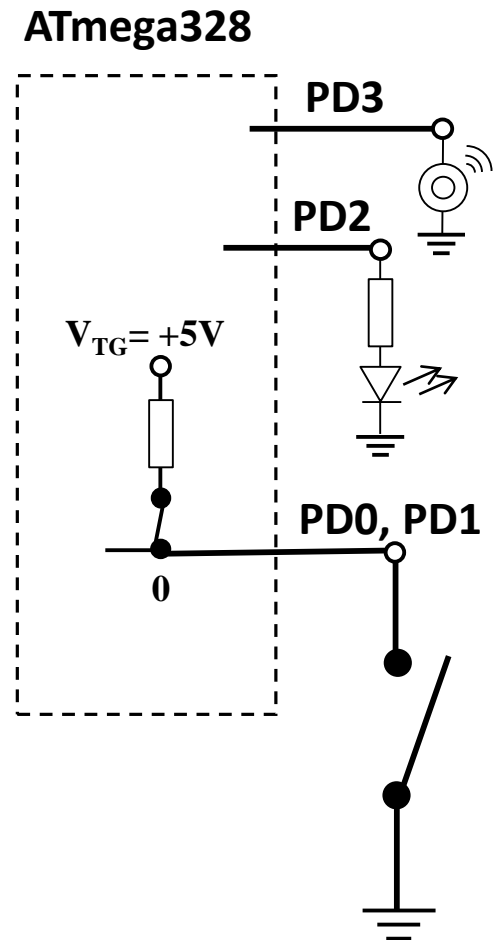 ATmega328
PD3
PD2
VTG= +5V
PD0, PD1
0